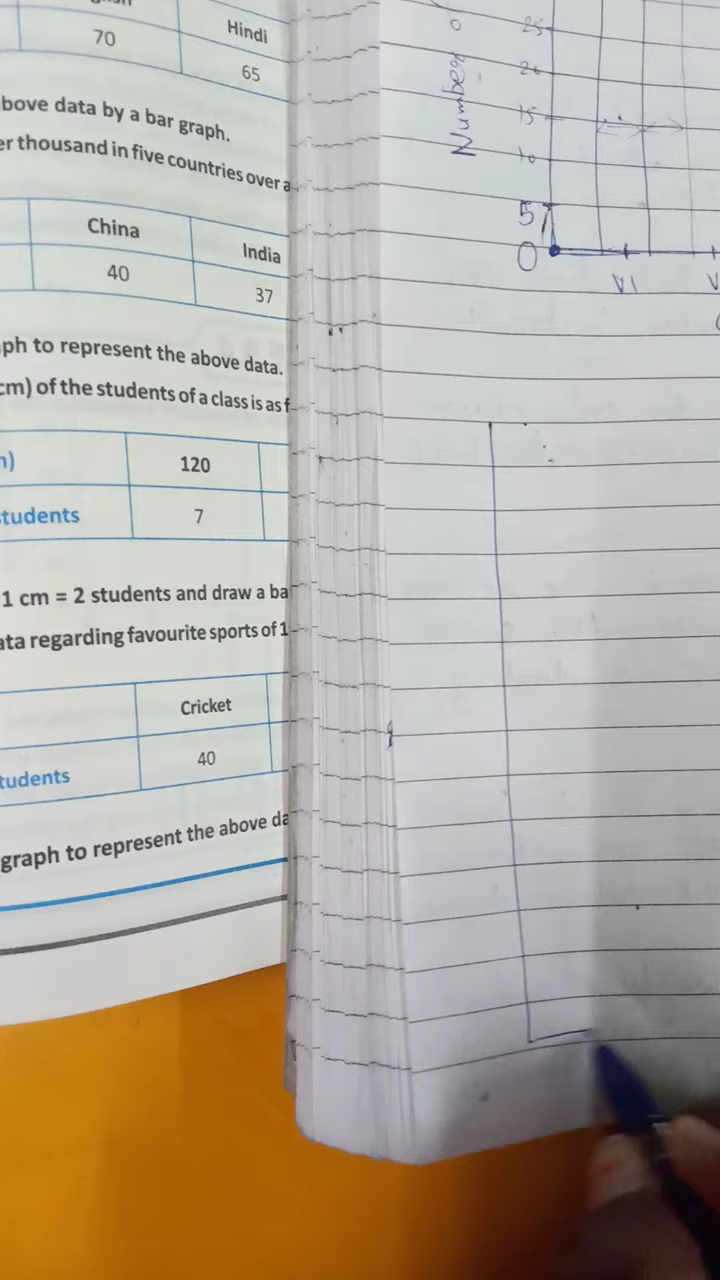 Hindi
70
65
bove data by a bar graph.
er thousand in five countries over a
China
India
40
37
ph to represent the above data.
cm) of the students of a class is as f
120
tudents
7
1 cm = 2 students and draw a ba
ata regarding favourite sports of 1
Cricket
40
tudents
graph to represent the above da
Number
25
15
10
5
0
VI